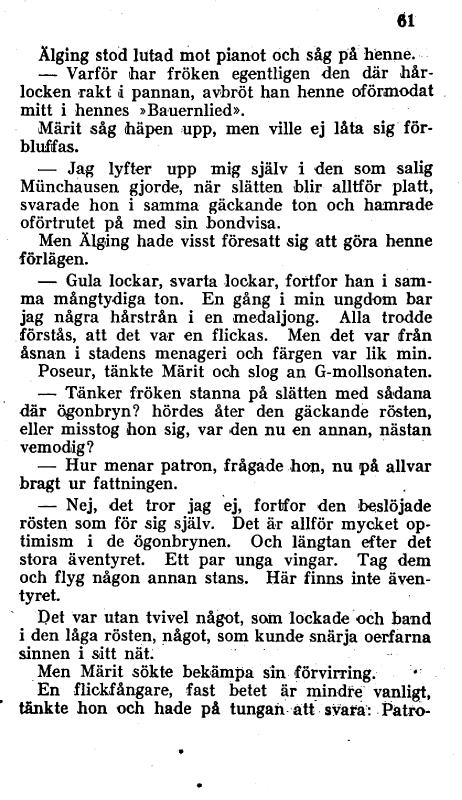 61
Älging stod lutad mot pianot och såg på henne.
— Varför har fröken egentligen den där hår-
locken rakt i pannan, avbröt han henne oförmodat
mitt i hennes »Bauernlied».
Märit såg häpen upp, men ville ej låta sig för-
bluffas.
— Jag lyfter upp mig själv i den som salig
Münchausen gjorde, när slätten blir alltför platt,
svarade hon i samma gäckande ton och hamrade
oförtrutet på med sin bondvisa.
Men Älging hade visst föresatt sig att göra henne
förlägen.
— Gula lockar, svarta lockar, fortfor han i sam-
ma mångtydiga ton. En gång i min ungdom bar
jag några hårstrån i en medaljong. Alla trodde
förstås, att det var en flickas. Men det var från
åsnan i stadens menageri och färgen var lik min.
Poseur, tänkte Märit och slog an G-mollsonaten.
— Tänker fröken stanna på slätten med sådana
där ögonbryn? hördes åter den gäckande rösten,
eller misstog hon sig, var den nu en annan, nästan
vemodig?
— Hur menar patron, frågade hon, nu på allvar
bragt ur fattningen.
— Nej, det tror jag ej, fortfor den beslöjade
rösten som för sig själv. Det är allför mycket op-
timism i de ögonbrynen. Och längtan efter det
stora äventyret. Ett par unga vingar. Tag dem
och flyg någon annan stans. Här finns inte även-
tyret.
Det var utan tvivel något, som lockade och band
i den låga rösten, något, som kunde snärja oerfarna
sinnen i sitt nät.
Men Märit sökte bekämpa sin förvirring.
En flickfångare, fast betet är mindre vanligt,
tänkte hon och hade på tungan att svara: Patro-